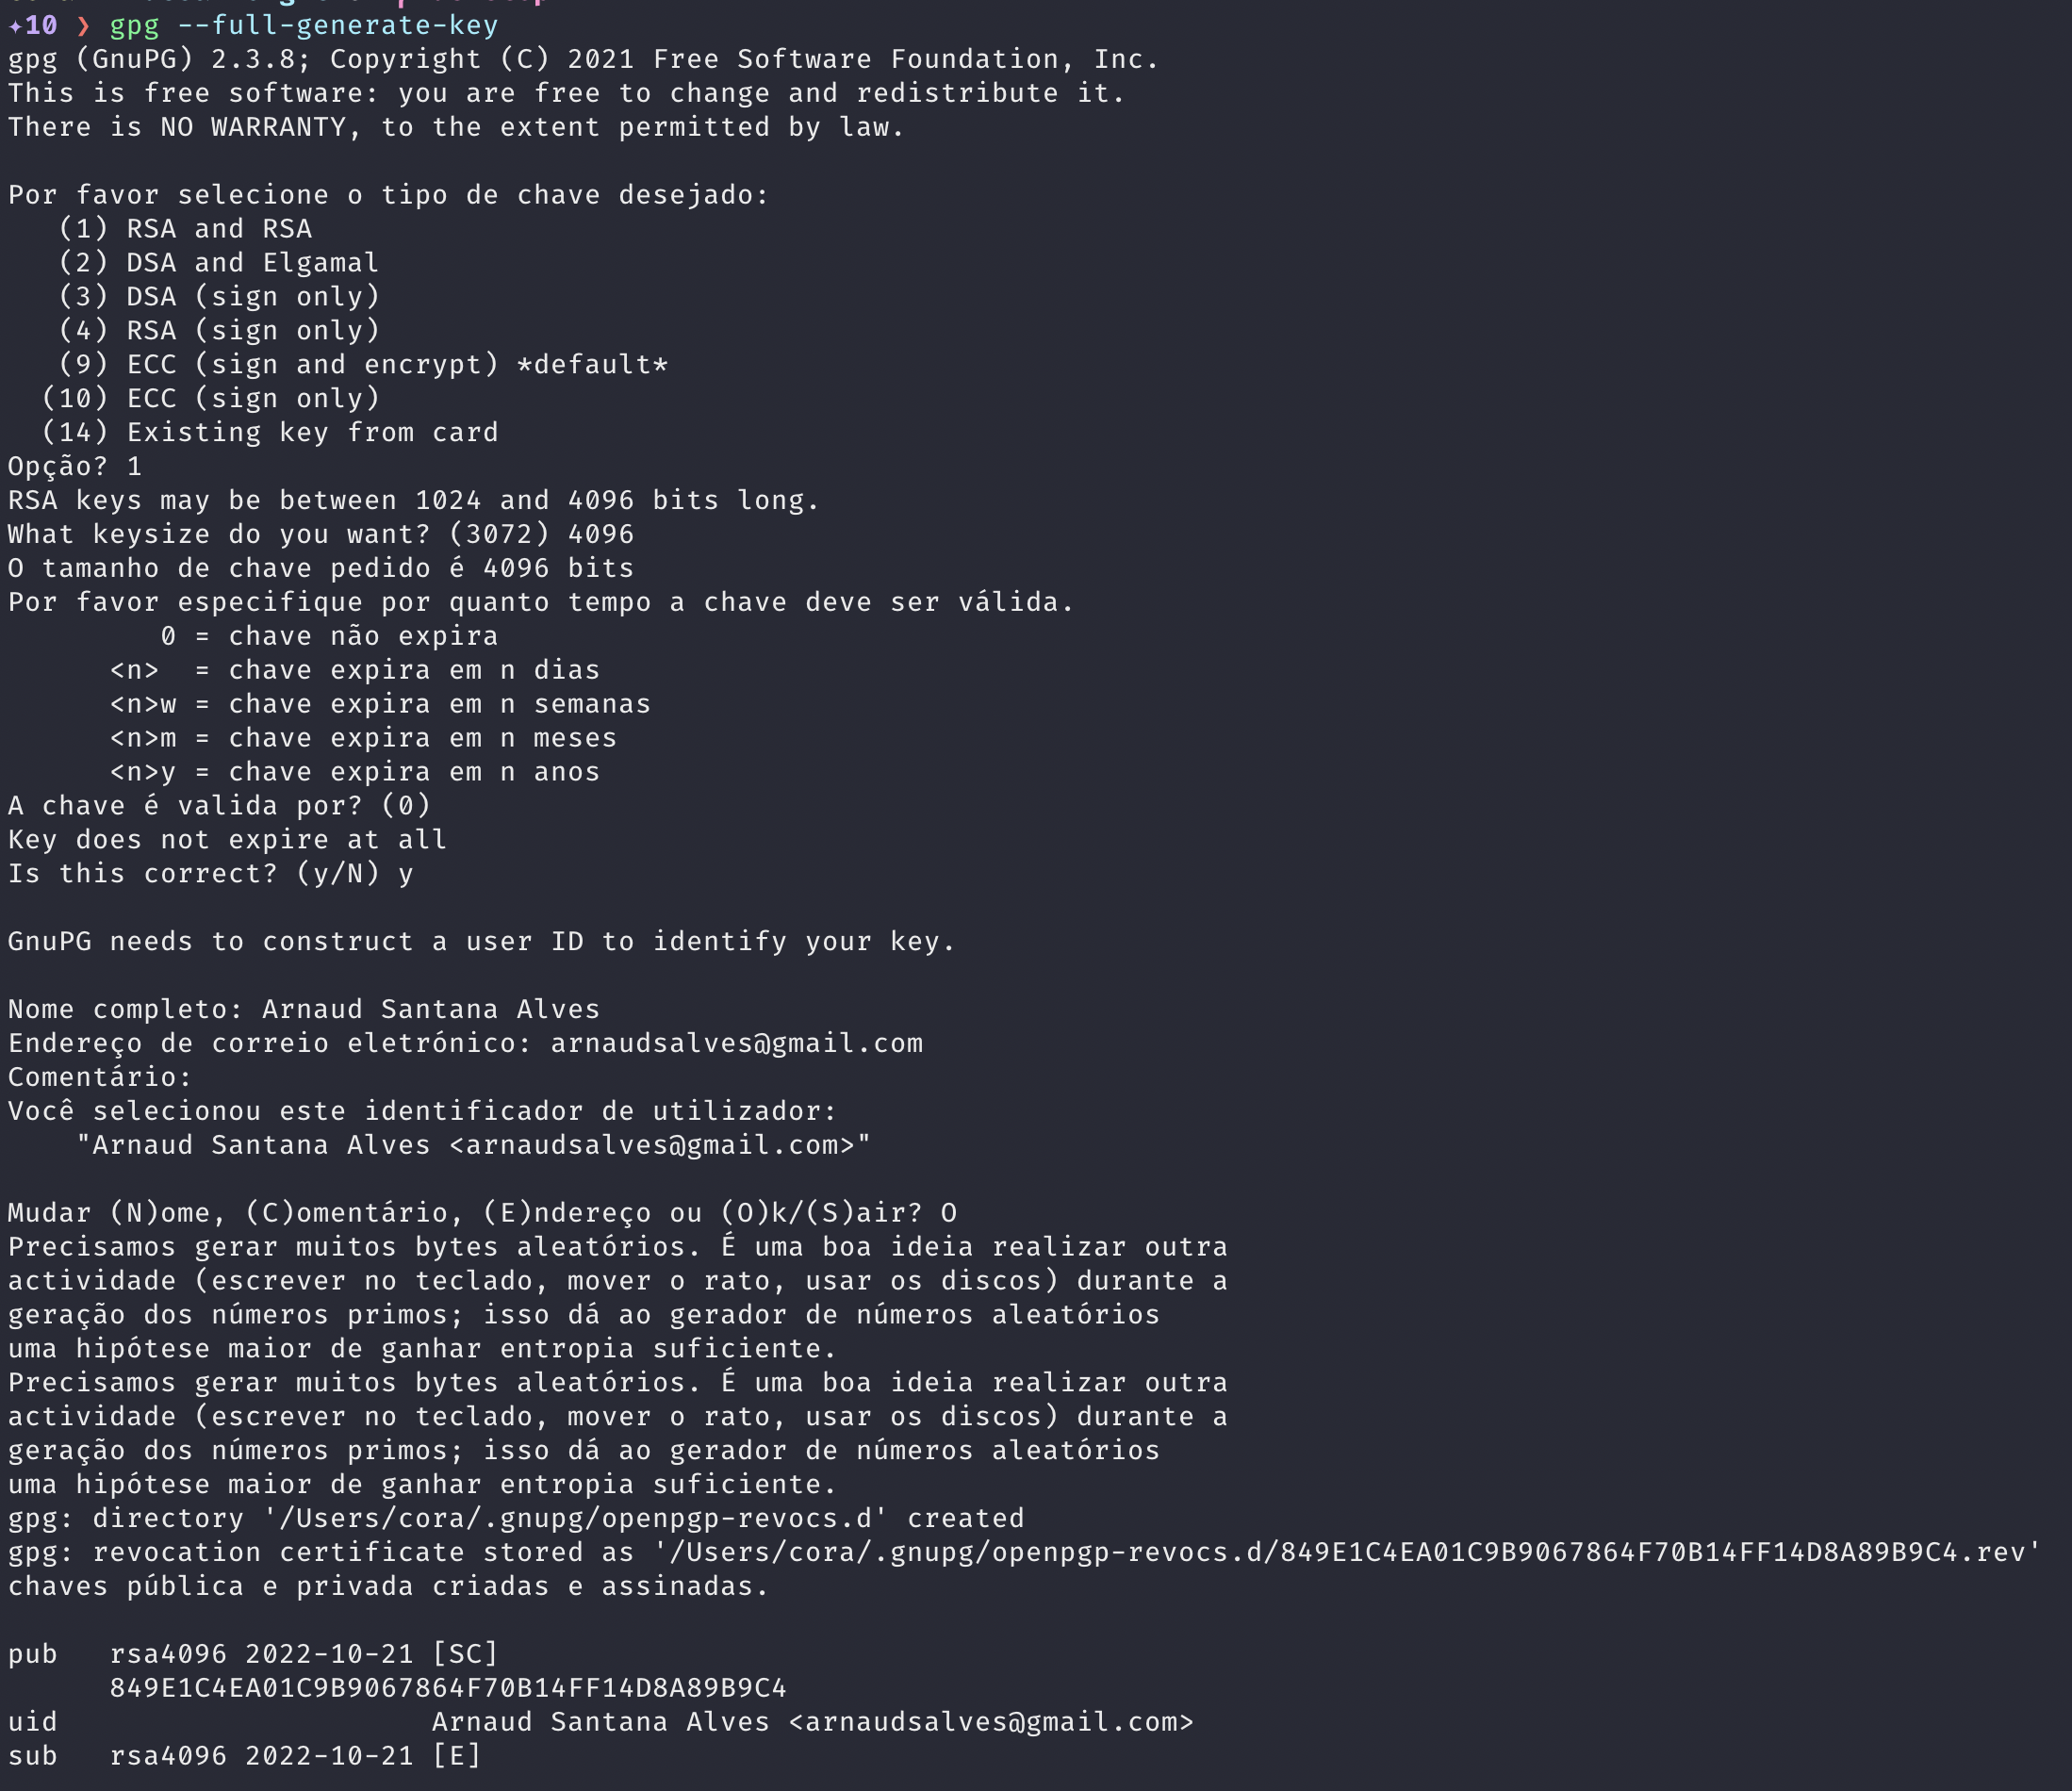 ✦10 ❯ gpg --full-generate-key
gpg (GnuPG) 2.3.8; Copyright (C) 2021 Free Software Foundation, Inc.
This is free software: you are free to change and redistribute it.
There is NO WARRANTY, to the extent permitted by law.

Por favor selecione o tipo de chave desejado:
   (1) RSA and RSA
   (2) DSA and Elgamal
   (3) DSA (sign only)
   (4) RSA (sign only)
   (9) ECC (sign and encrypt) *default*
  (10) ECC (sign only)
  (14) Existing key from card
Opção? 1
RSA keys may be between 1024 and 4096 bits long.
What keysize do you want? (3072) 4096
O tamanho de chave pedido é 4096 bits
Por favor especifique por quanto tempo a chave deve ser válida.
         0 = chave não expira
      <n>  = chave expira em n dias
      <n>w = chave expira em n semanas
      <n>m = chave expira em n meses
      <n>y = chave expira em n anos
A chave é valida por? (0)
Key does not expire at all
Is this correct? (y/N) y

GnuPG needs to construct a user ID to identify your key.

Nome completo: Arnaud Santana Alves
Endereço de correio eletrónico: arnaudsalves@gmail.com
Comentário:
Você selecionou este identificador de utilizador:
    "Arnaud Santana Alves <arnaudsalves@gmail.com>"

Mudar (N)ome, (C)omentário, (E)ndereço ou (O)k/(S)air? O
Precisamos gerar muitos bytes aleatórios. É uma boa ideia realizar outra
actividade (escrever no teclado, mover o rato, usar os discos) durante a
geração dos números primos; isso dá ao gerador de números aleatórios
uma hipótese maior de ganhar entropia suficiente.
Precisamos gerar muitos bytes aleatórios. É uma boa ideia realizar outra
actividade (escrever no teclado, mover o rato, usar os discos) durante a
geração dos números primos; isso dá ao gerador de números aleatórios
uma hipótese maior de ganhar entropia suficiente.
gpg: directory '/Users/cora/.gnupg/openpgp-revocs.d' created
gpg: revocation certificate stored as '/Users/cora/.gnupg/openpgp-revocs.d/849E1C4EA01C9B9067864F70B14FF14D8A89B9C4.rev'
chaves pública e privada criadas e assinadas.

pub   rsa4096 2022-10-21 [SC]
      849E1C4EA01C9B9067864F70B14FF14D8A89B9C4
uid                      Arnaud Santana Alves <arnaudsalves@gmail.com>
sub   rsa4096 2022-10-21 [E]